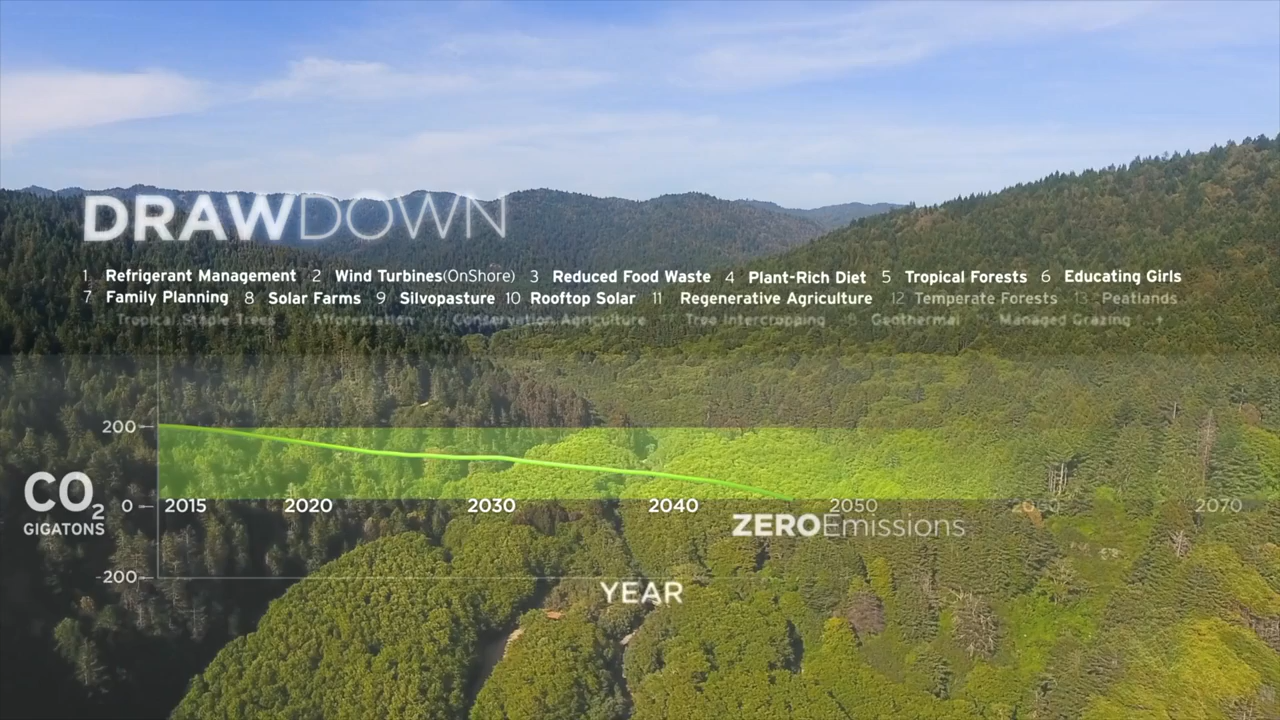 DRAWDOWN
1 Refrigerant Management 2 Wind Turbines(OnShore) 3 Reduced Food Waste 4 Plant-Rich Diet 5 Tropical Forests 6 Educating Girls
7 Family Planning 8 Solar Farms 9 Silvopasture 10 Rooftop Solar 11 Regenerative Agriculture 12 Temperate Forests 13 Peatlands
Tropical Staple Trees Afforestation Conservation Agriculture Tree Intercropping Geothermal Managed Grazing
200
CO2
GIGATONS
0 2015 2020 2030 2040 2050 2070
ZEROEmissions
-200
YEAR